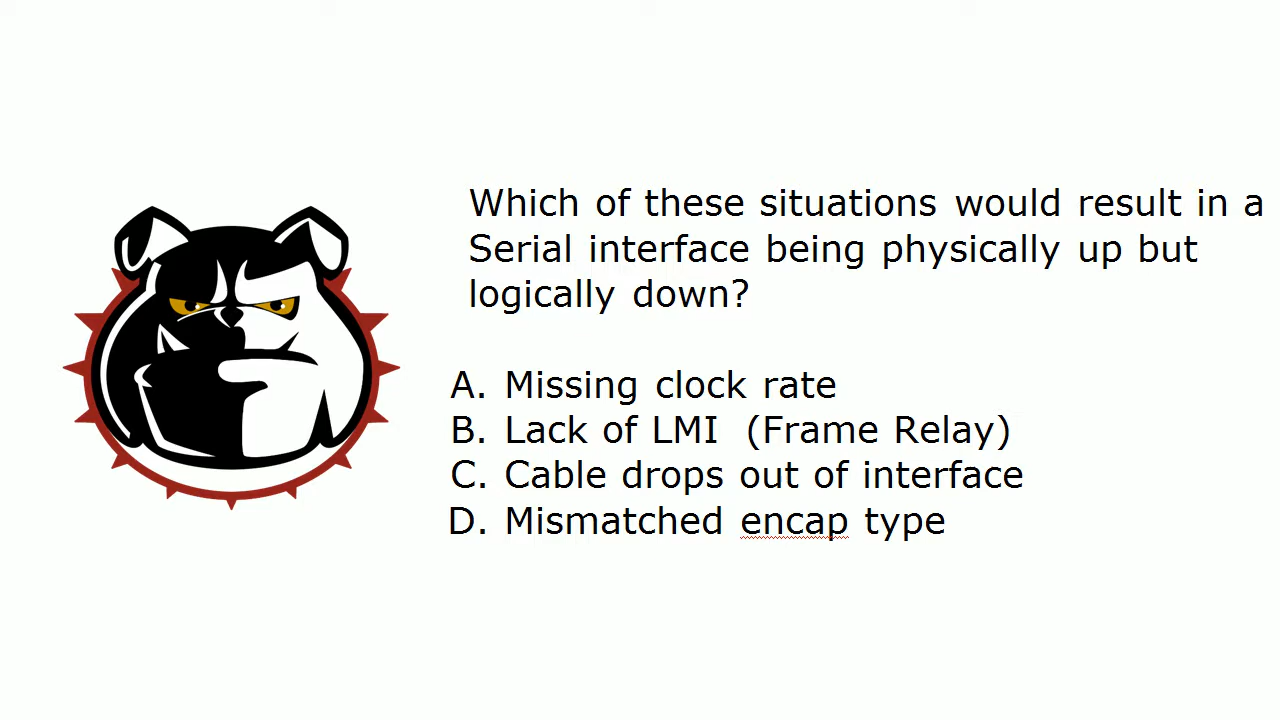 Which of these situations would result in a
Serial interface being physically up but
logically down?
A. Missing clock rate
B. Lack of LMI (Frame Relay)
C. Cable drops out of interface
D. Mismatched encap type